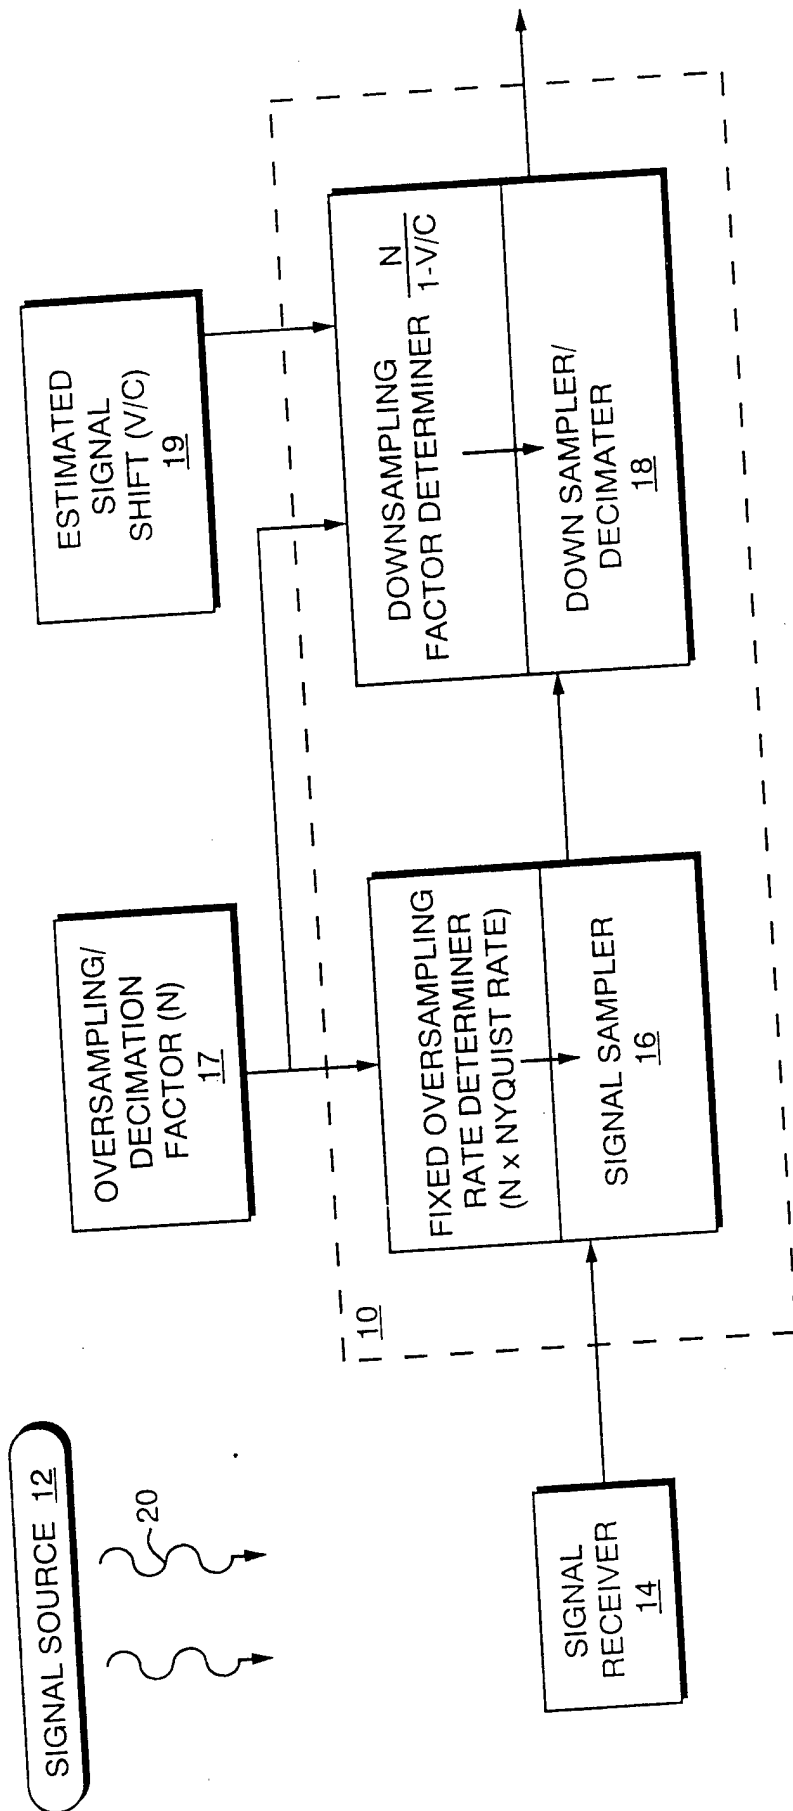 SIGNAL SOURCE 12
20
SIGNAL
RECEIVER
14
10
OVERSAMPLING/
DECIMATION
FACTOR (N)
17
FIXED OVERSAMPLING
RATE DETERMINER
(N x NYQUIST RATE)
SIGNAL SAMPLER
16
ESTIMATED
SIGNAL
SHIFT (V/C)
19
DOWNSAMPLING
FACTOR DETERMINER N
1-V/C
DOWN SAMPLER/
DECIMATER
18